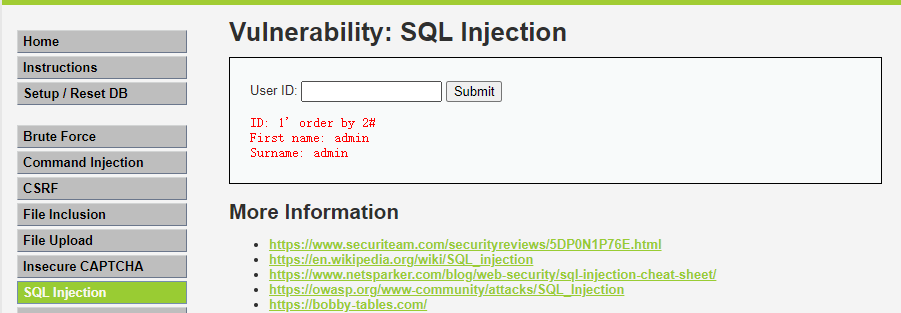 Home
Instructions
Setup / Reset DB
Brute Force
Command Injection
CSRF
File Inclusion
File Upload
Insecure CAPTCHA
SQL Injection
Vulnerability: SQL Injection
User ID:
Submit
ID: 1' order by 2#
First name: admin
Surname: admin
More Information
https://www.securiteam.com/securityreviews/5DP0N1P76E.html
https://en.wikipedia.org/wiki/SQL_injection
https://www.netsparker.com/blog/web-security/sql-injection-cheat-sheet/
https://owasp.org/www-community/attacks/SQL_Injection
https://bobby-tables.com/